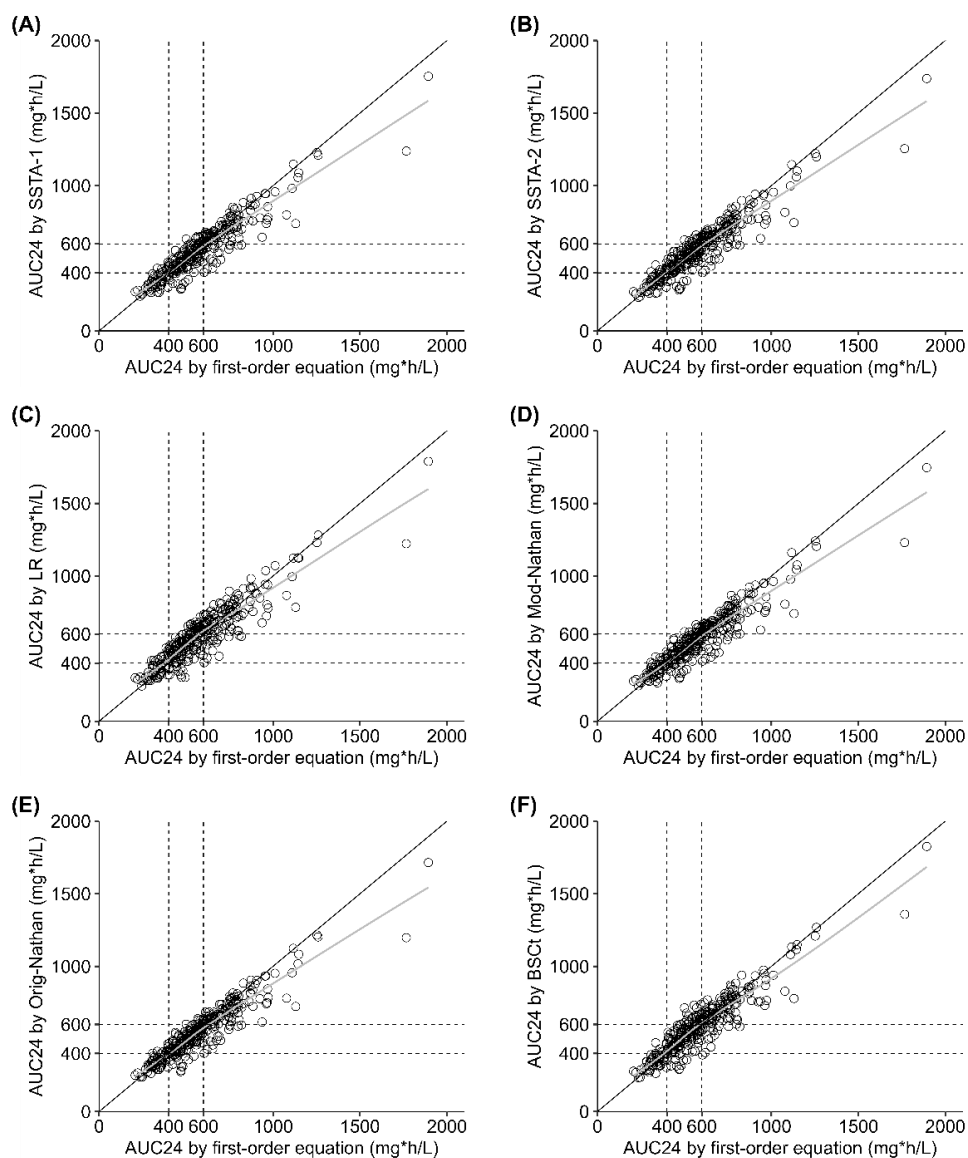 (A)
2000
1500
1000
600
400
0
AUC24 by SSTA-1 (mg*h/L)
0 400 600 1000 1500 2000
AUC24 by first-order equation (mg*h/L)
(B)
2000
1500
1000
600
400
0
AUC24 by SSTA-2 (mg*h/L)
0 400 600 1000 1500 2000
AUC24 by first-order equation (mg*h/L)
(C)
2000
1500
1000
600
400
0
AUC24 by LR (mg*h/L)
0 400 600 1000 1500 2000
AUC24 by first-order equation (mg*h/L)
(D)
2000
1500
1000
600
400
0
AUC24 by Mod-Nathan (mg*h/L)
0 400 600 1000 1500 2000
AUC24 by first-order equation (mg*h/L)
(E)
2000
1500
1000
600
400
0
AUC24 by Orig-Nathan (mg*h/L)
0 400 600 1000 1500 2000
AUC24 by first-order equation (mg*h/L)
(F)
2000
1500
1000
600
400
0
AUC24 by BSCt (mg*h/L)
0 400 600 1000 1500 2000
AUC24 by first-order equation (mg*h/L)